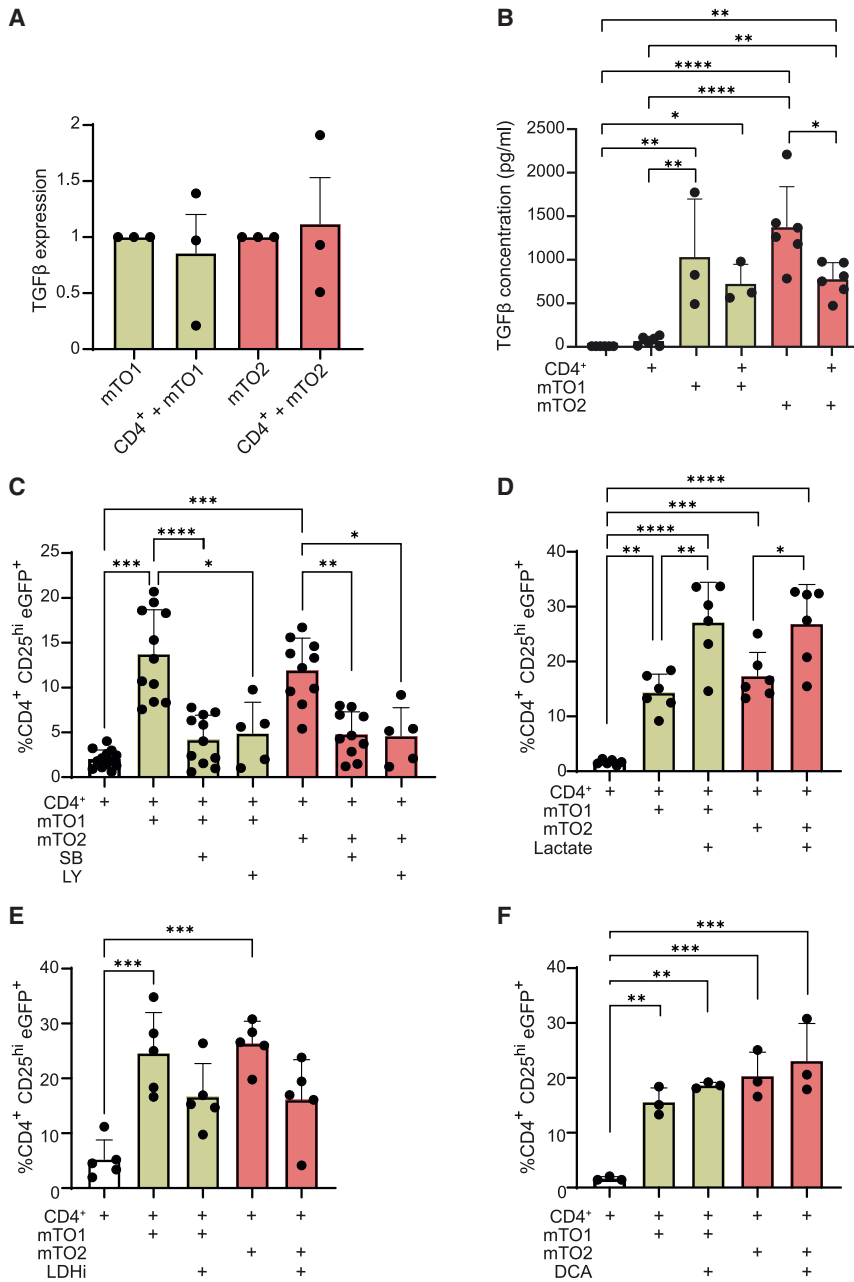 A
TGFβ expression
2
1.5
1
0.5
0
mTO1
CD4⁺ + mTO1
mTO2
CD4⁺ + mTO2
B
**
**
****
****
*
*
**
**
TGFβ concentration (pg/ml)
2500
2000
1500
1000
500
0
CD4⁺ + + +
mTO1 + +
mTO2 + +
C
***
**** *
*** * **
%CD4⁺ CD25ʰⁱ eGFP⁺
25
20
15
10
5
0
CD4⁺ + + + + + + +
mTO1 + + +
mTO2 + + +
SB + +
LY + +
D
****
***
****
** ** *
%CD4⁺ CD25ʰⁱ eGFP⁺
40
30
20
10
0
CD4⁺ + + + + +
mTO1 + +
mTO2 + +
Lactate + +
E
***
***
%CD4⁺ CD25ʰⁱ eGFP⁺
40
30
20
10
0
CD4⁺ + + + + +
mTO1 + +
mTO2 + +
LDHi + +
F
***
***
**
**
%CD4⁺ CD25ʰⁱ eGFP⁺
40
30
20
10
0
CD4⁺ + + + + +
mTO1 + +
mTO2 + +
DCA + +